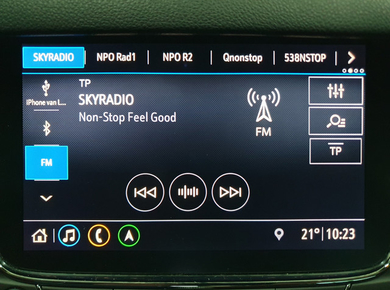 SKYRADIO NPO Rad1 NPO R2 Qnonstop 538NSTOP
TP
SKYRADIO
Non-Stop Feel Good
iPhone van L...
FM
FM
TP
21° 10:23